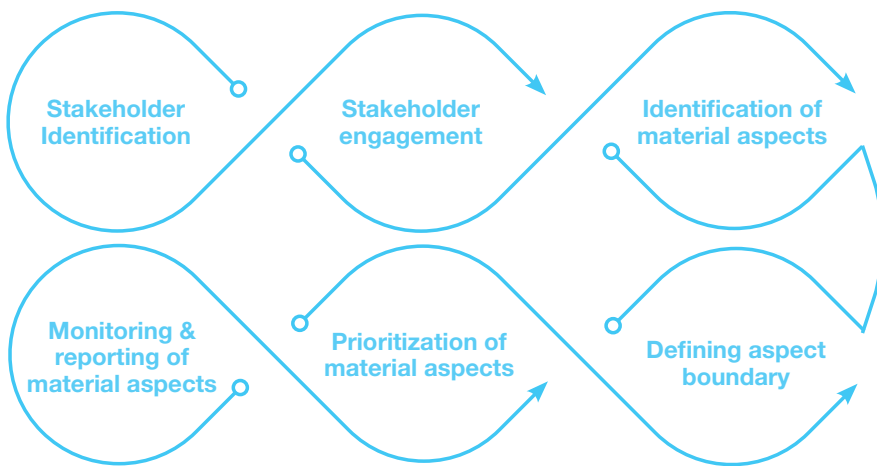 Stakeholder
Identification
Stakeholder
engagement
Identification of
material aspects
Monitoring &
reporting of
material aspects
Prioritization of
material aspects
Defining aspect
boundary